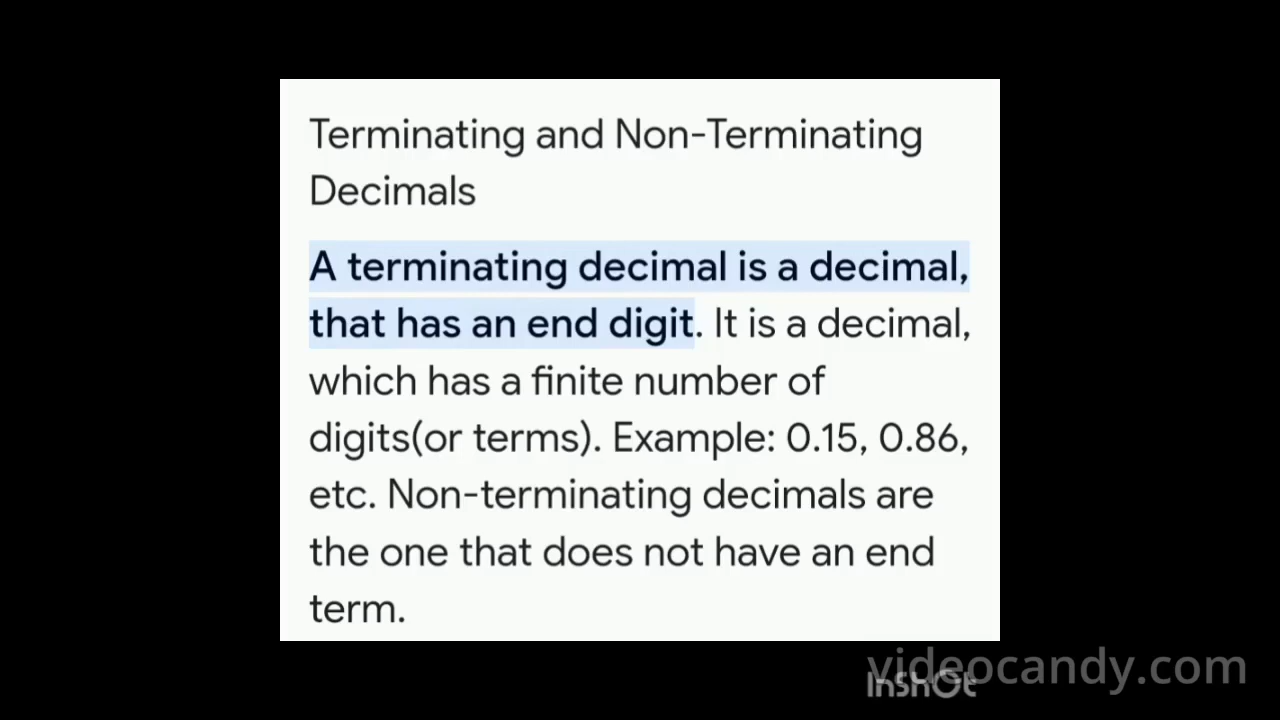 Terminating and Non-Terminating
Decimals
A terminating decimal is a decimal,
that has an end digit. It is a decimal,
which has a finite number of
digits(or terms). Example: 0.15, 0.86,
etc. Non-terminating decimals are
the one that does not have an end
term.
videocandy.com
InShOt